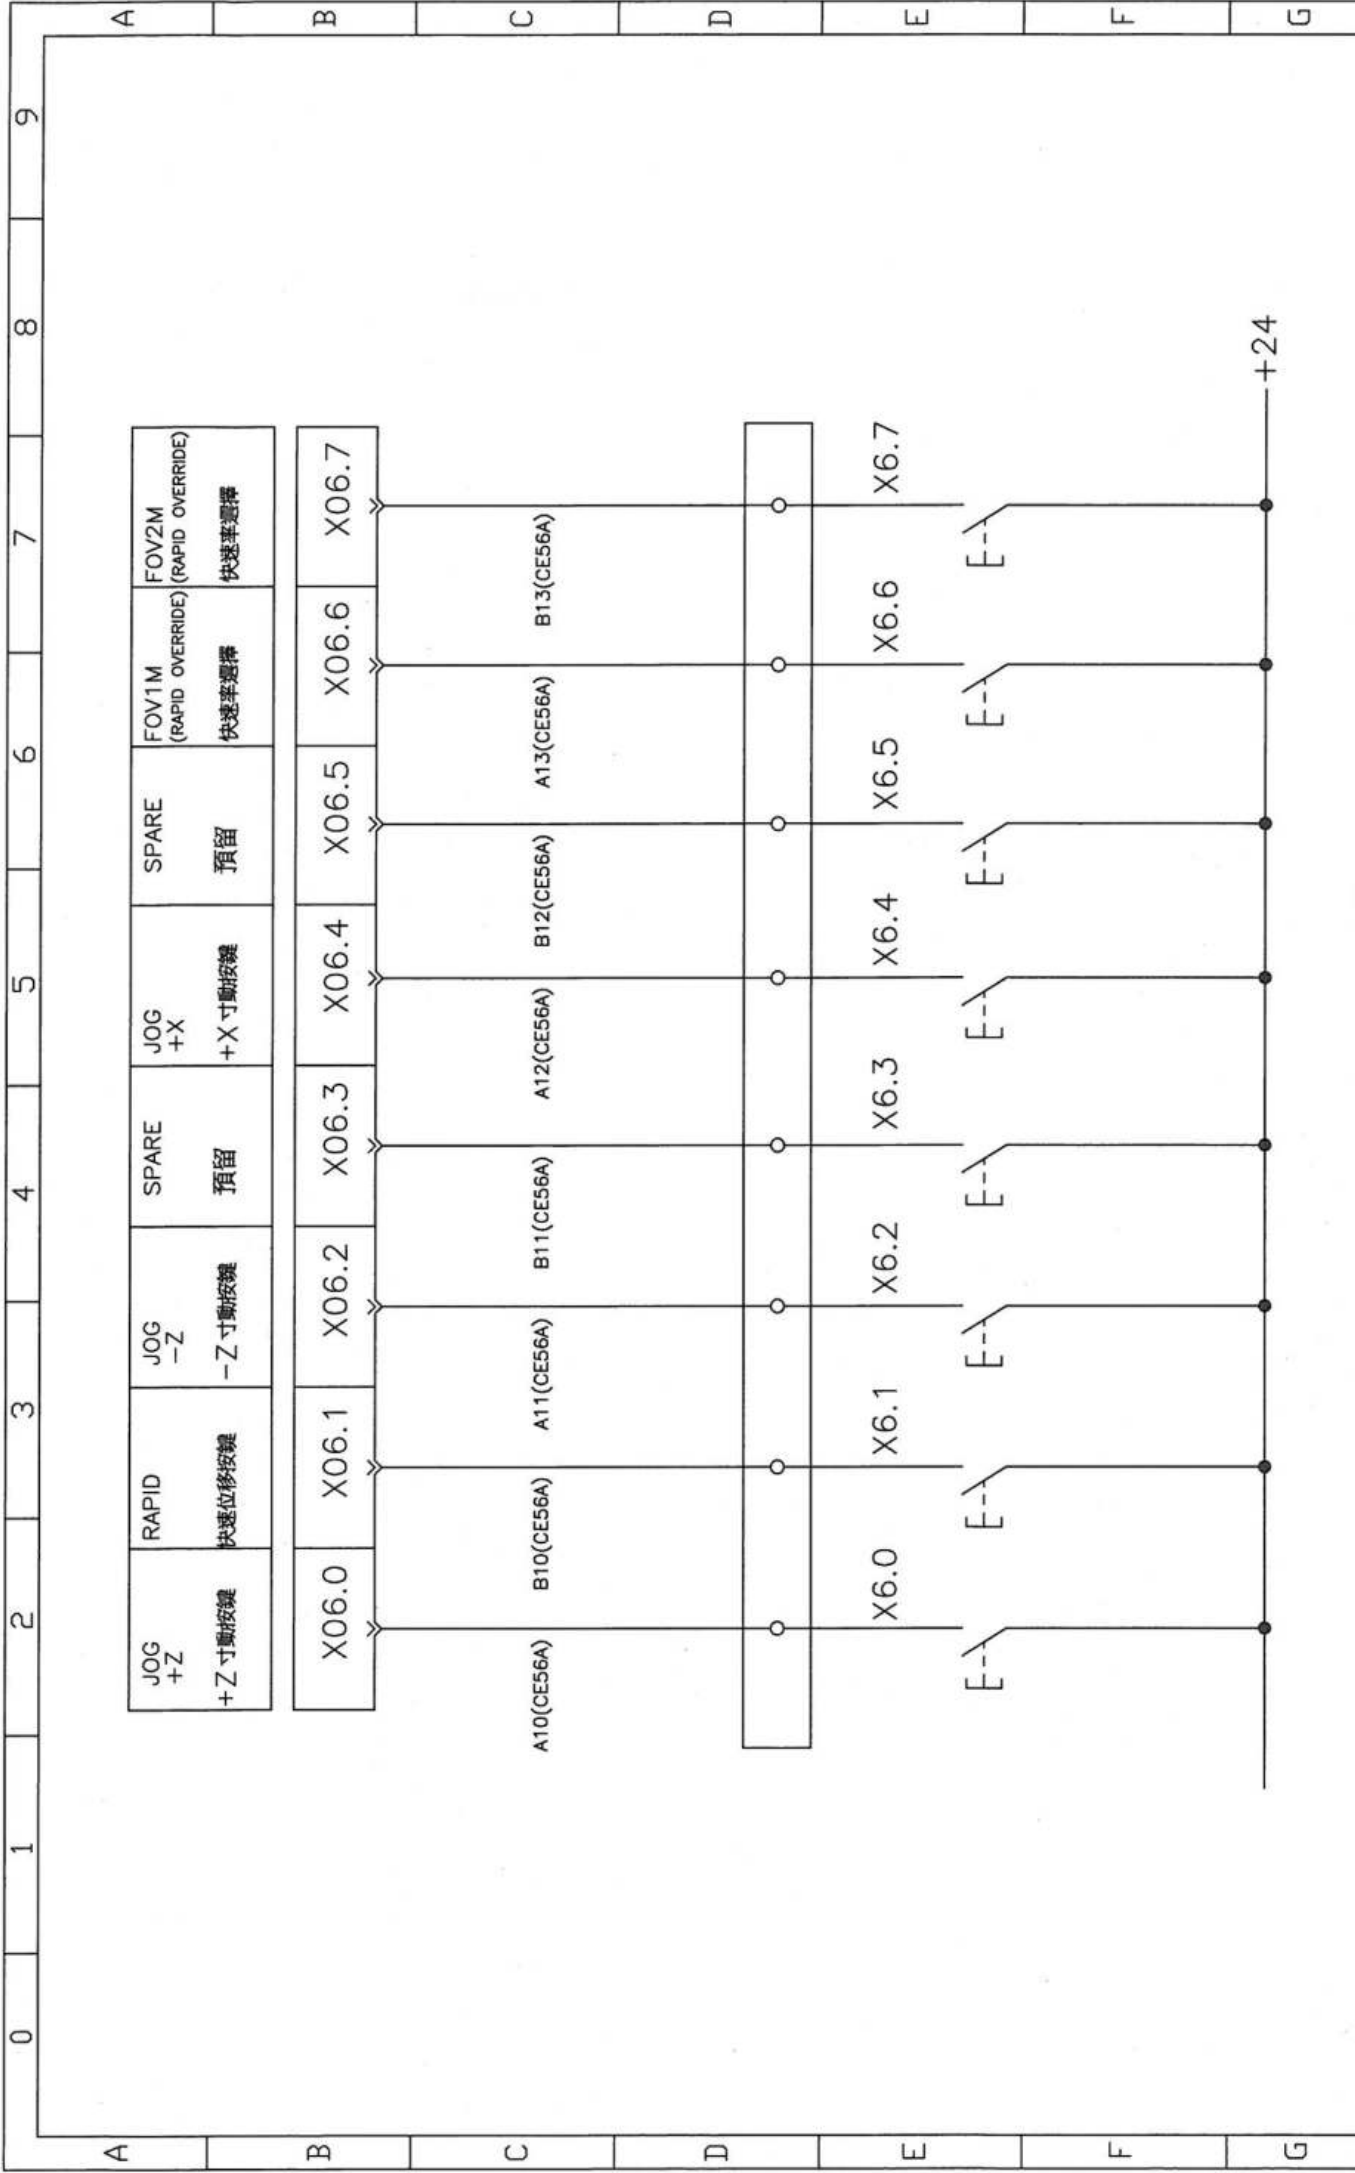 0 1 2 3 4 5 6 7 8 9
A
B
C
D
E
F
G
A
B
C
D
E
F
G
JOG
+Z
+Z寸動按鍵
RAPID
快速位移按鍵
JOG
−Z
−Z寸動按鍵
SPARE
預留
JOG
+X
+X寸動按鍵
SPARE
預留
FOV1M
(RAPID OVERRIDE)
快速率選擇
FOV2M
(RAPID OVERRIDE)
快速率選擇
X06.0 X06.1 X06.2 X06.3 X06.4 X06.5 X06.6 X06.7
A10(CE56A) B10(CE56A) A11(CE56A) B11(CE56A) A12(CE56A) B12(CE56A) A13(CE56A) B13(CE56A)
X6.0 X6.1 X6.2 X6.3 X6.4 X6.5 X6.6 X6.7
+24